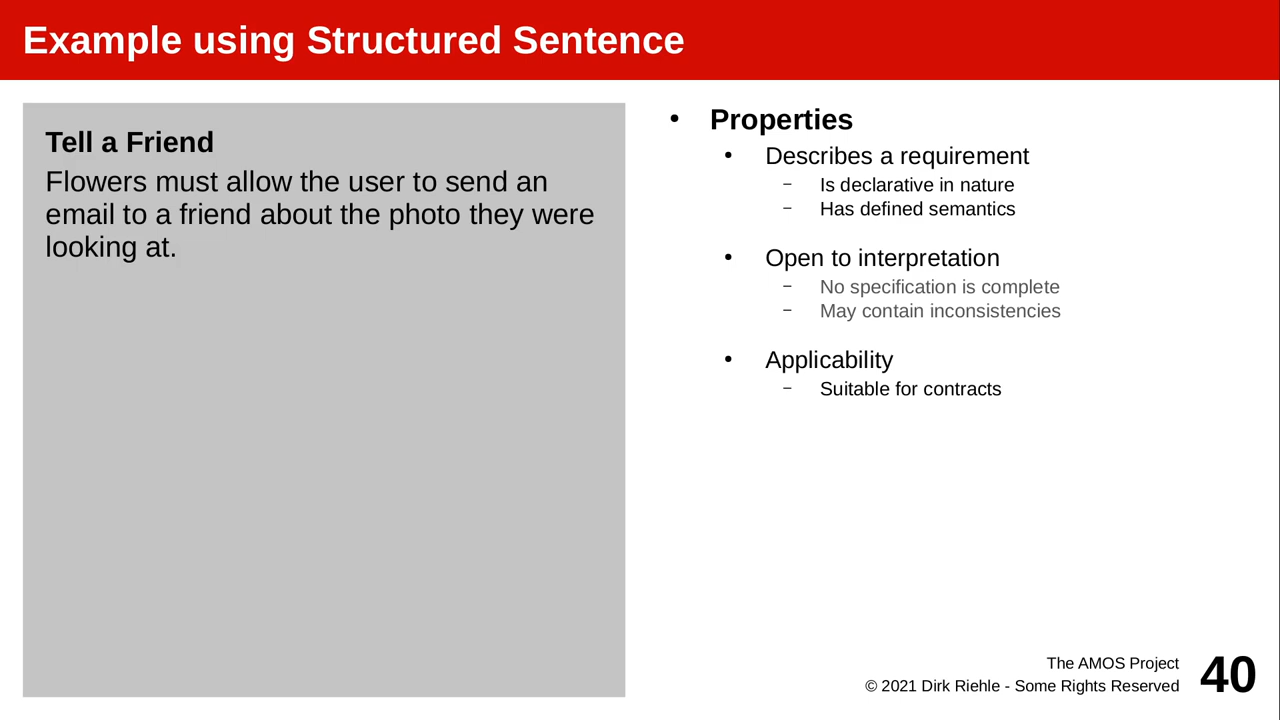 Example using Structured Sentence
Tell a Friend
Flowers must allow the user to send an
email to a friend about the photo they were
looking at.
• Properties
• Describes a requirement
– Is declarative in nature
– Has defined semantics
• Open to interpretation
– No specification is complete
– May contain inconsistencies
• Applicability
– Suitable for contracts
The AMOS Project
© 2021 Dirk Riehle - Some Rights Reserved
40